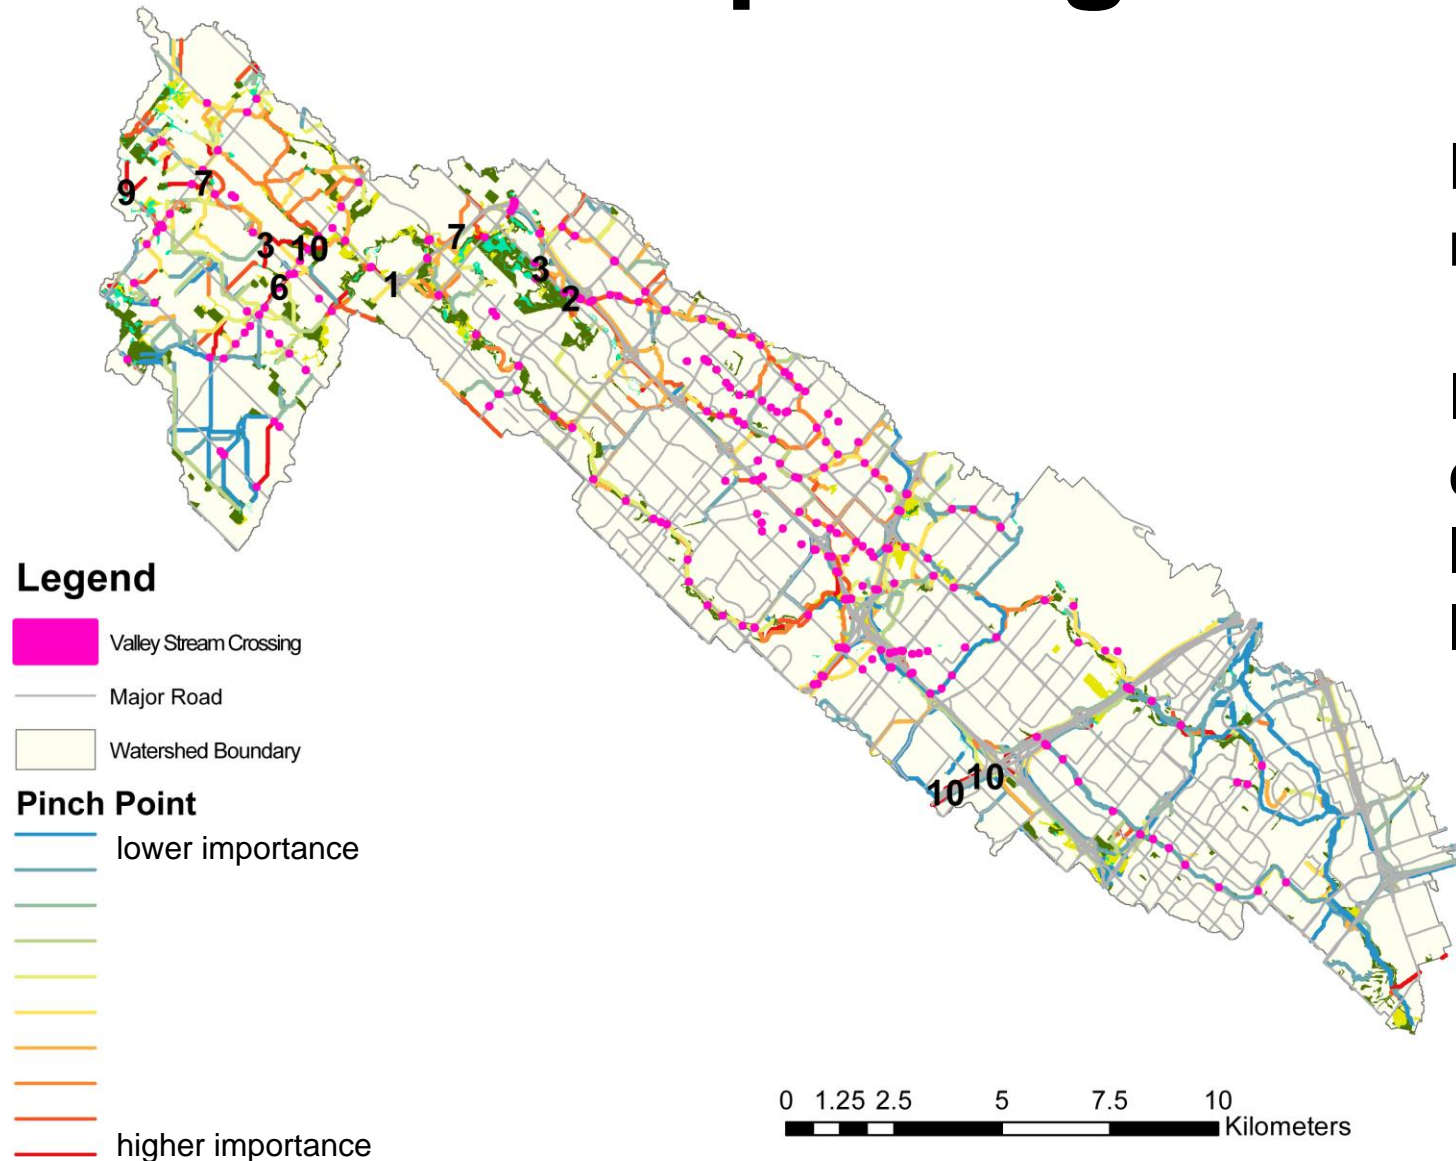 9
7
3
10
6
1
7
3
2
10
10
Legend
Valley Stream Crossing
Major Road
Watershed Boundary
Pinch Point
lower importance
higher importance
0 1.25 2.5 5 7.5 10
Kilometers